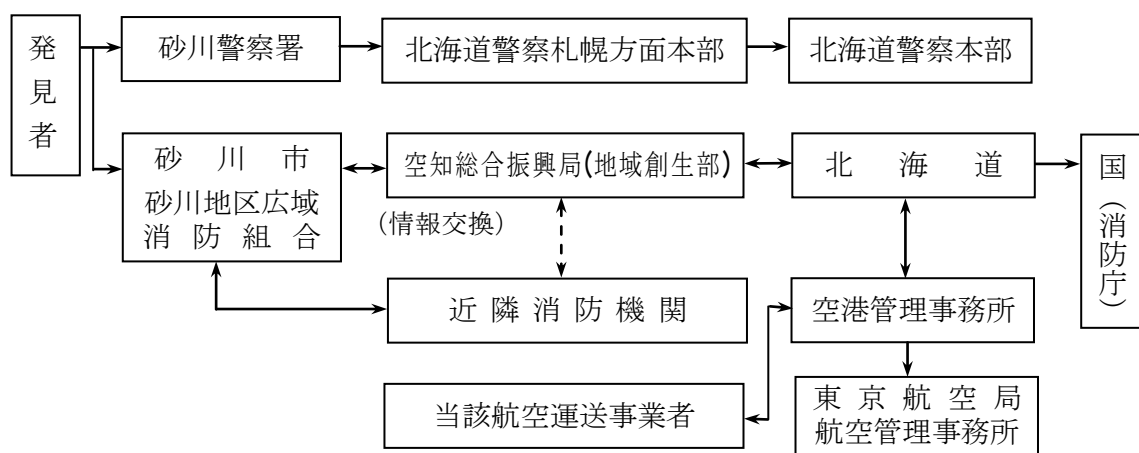 発見者
砂川警察署
北海道警察札幌方面本部
北海道警察本部
砂川市
砂川地区広域
消防組合
空知総合振興局(地域創生部)
北海道
国(消防庁)
(情報交換)
近隣消防機関
空港管理事務所
当該航空運送事業者
東京航空局
航空管理事務所